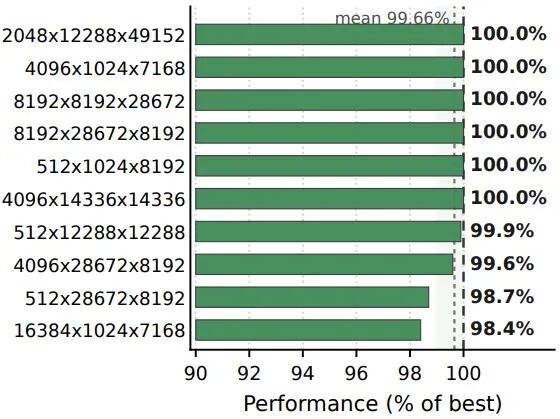 mean 99.66%
2048x12288x49152 100.0%
4096x1024x7168 100.0%
8192x8192x28672 100.0%
8192x28672x8192 100.0%
512x1024x8192 100.0%
4096x14336x14336 100.0%
512x12288x12288 99.9%
4096x28672x8192 99.6%
512x28672x8192 98.7%
16384x1024x7168 98.4%
90 92 94 96 98 100
Performance (% of best)